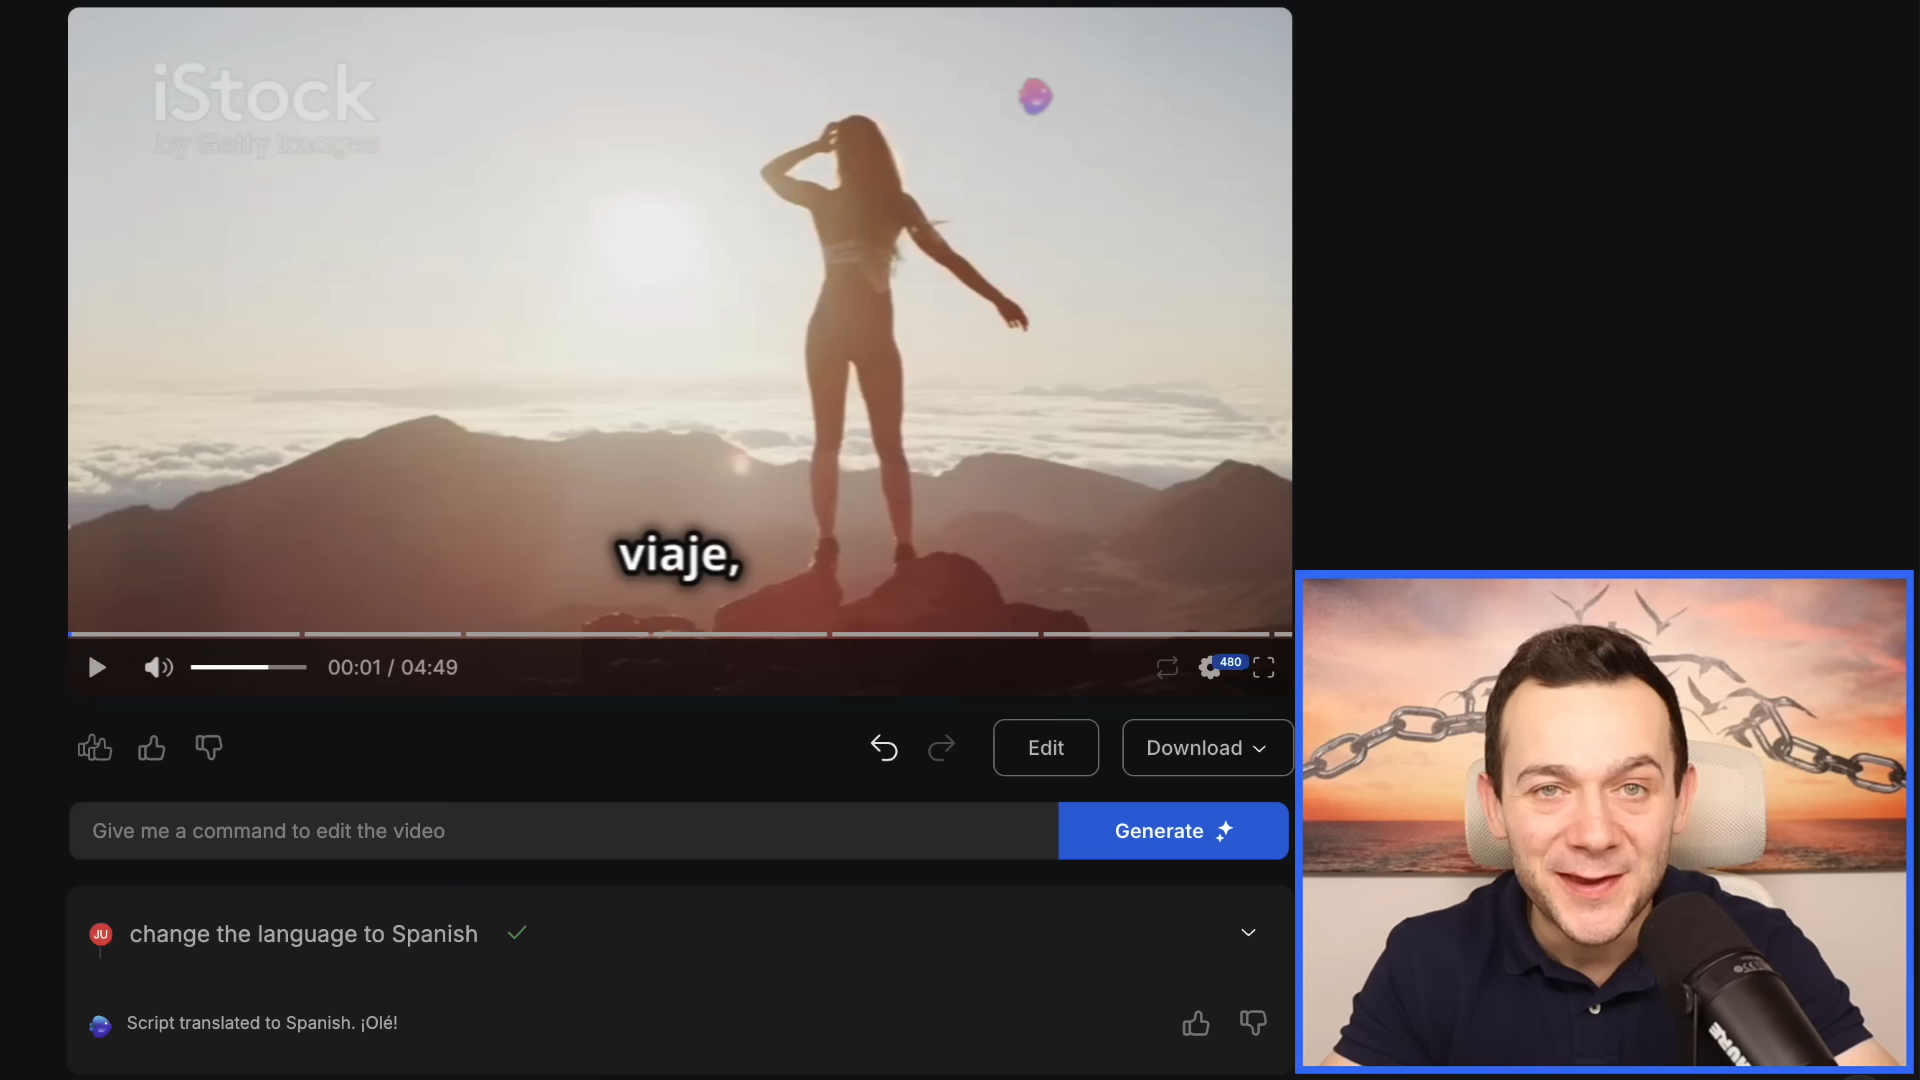 iStock
by Getty Images
viaje,
00:01 / 04:49
480
Edit
Download
Give me a command to edit the video
Generate
JU
change the language to Spanish
Script translated to Spanish. ¡Olé!